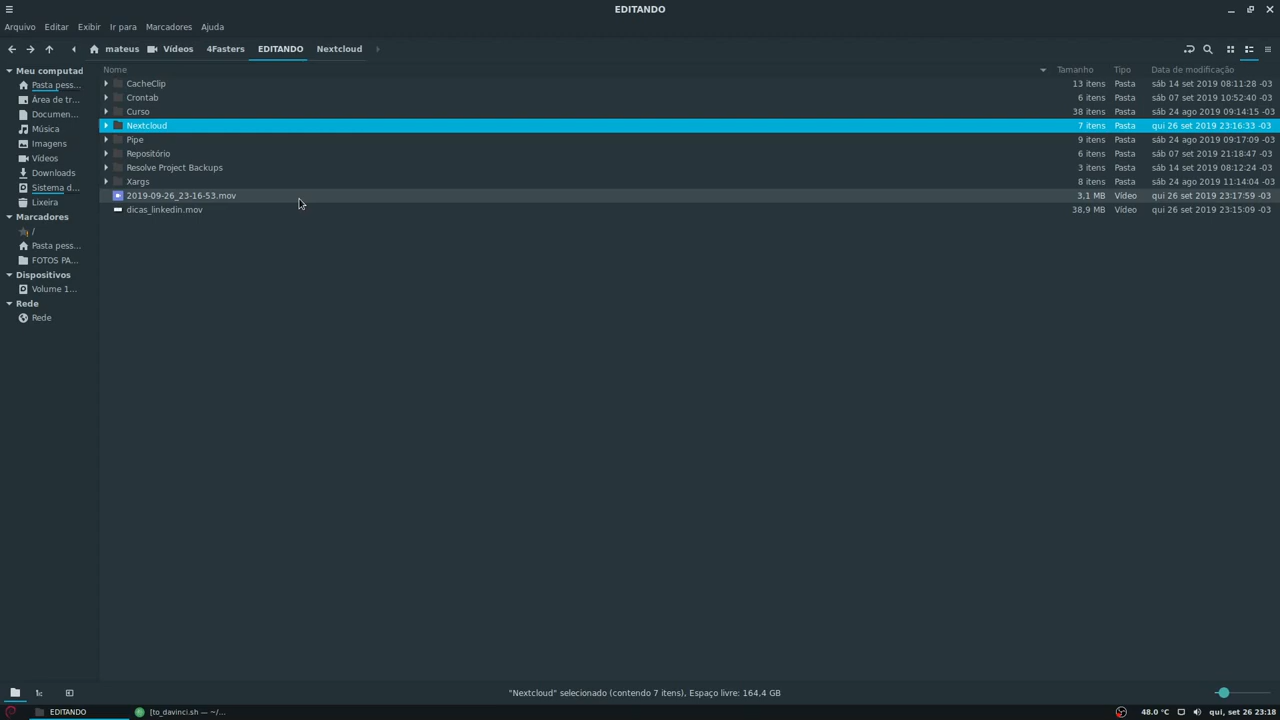 EDITANDO
Arquivo Editar Exibir Ir para Marcadores Ajuda
mateus Vídeos 4Fasters EDITANDO Nextcloud
Meu computad
Pasta pess...
Área de tr...
Documen...
Música
Imagens
Vídeos
Downloads
Sistema d...
Lixeira
Marcadores
/
Pasta pess...
FOTOS PA...
Dispositivos
Volume 1...
Rede
Rede
Nome Tamanho Tipo Data de modificação
CacheClip 13 itens Pasta sáb 14 set 2019 08:11:28 -03
Crontab 6 itens Pasta sáb 07 set 2019 10:52:40 -03
Curso 38 itens Pasta sáb 24 ago 2019 09:14:15 -03
Nextcloud 7 itens Pasta qui 26 set 2019 23:16:33 -03
Pipe 9 itens Pasta sáb 24 ago 2019 09:17:09 -03
Repositório 6 itens Pasta sáb 07 set 2019 21:18:47 -03
Resolve Project Backups 3 itens Pasta sáb 14 set 2019 08:12:24 -03
Xargs 8 itens Pasta sáb 24 ago 2019 11:14:04 -03
2019-09-26_23-16-53.mov 3,1 MB Vídeo qui 26 set 2019 23:17:59 -03
dicas_linkedin.mov 38,9 MB Vídeo qui 26 set 2019 23:15:09 -03
"Nextcloud" selecionado (contendo 7 itens), Espaço livre: 164,4 GB
EDITANDO [to_davinci.sh — ~/... 48.0 °C qui, set 26 23:18